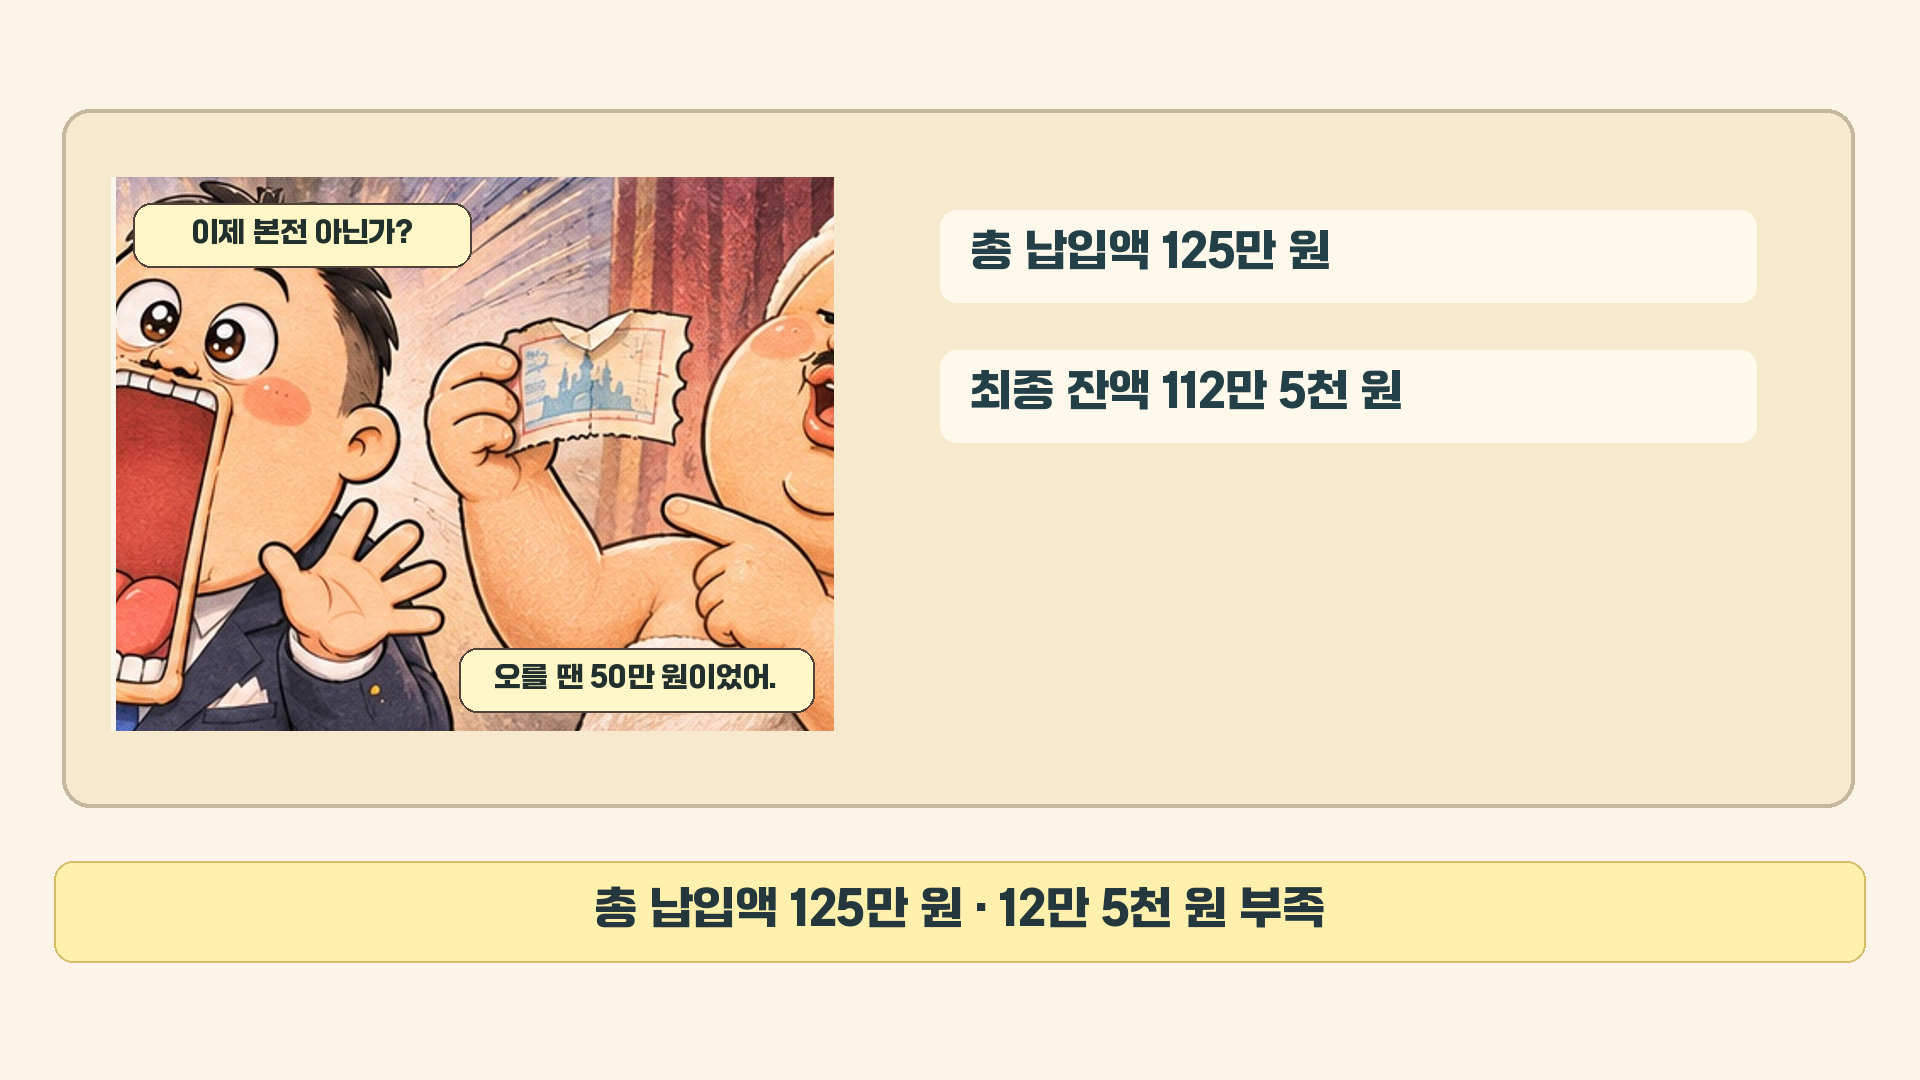 이제 본전 아닌가?
오를 땐 50만 원이었어.
총 납입액 125만 원
최종 잔액 112만 5천 원
총 납입액 125만 원 · 12만 5천 원 부족